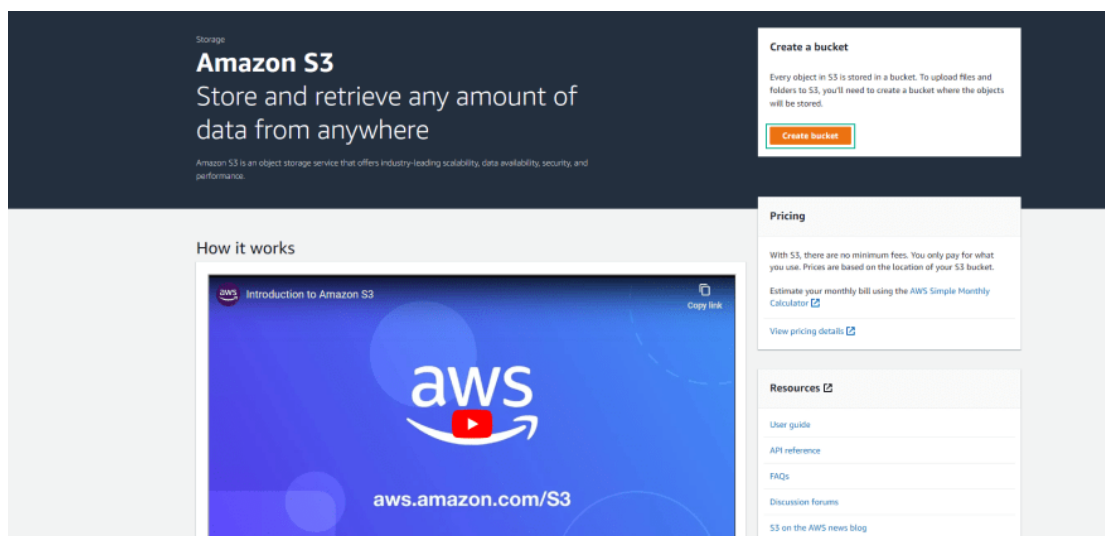 Storage
Amazon S3
Store and retrieve any amount of
data from anywhere
Amazon S3 is an object storage service that offers industry-leading scalability, data availability, security, and
performance.
Create a bucket
Every object in S3 is stored in a bucket. To upload files and
folders to S3, you'll need to create a bucket where the objects
will be stored.
Create bucket
Pricing
With S3, there are no minimum fees. You only pay for what
you use. Prices are based on the location of your S3 bucket.
Estimate your monthly bill using the AWS Simple Monthly
Calculator
View pricing details
How it works
aws
Introduction to Amazon S3
Copy link
aws
aws.amazon.com/S3
Resources
User guide
API reference
FAQs
Discussion forums
S3 on the AWS news blog